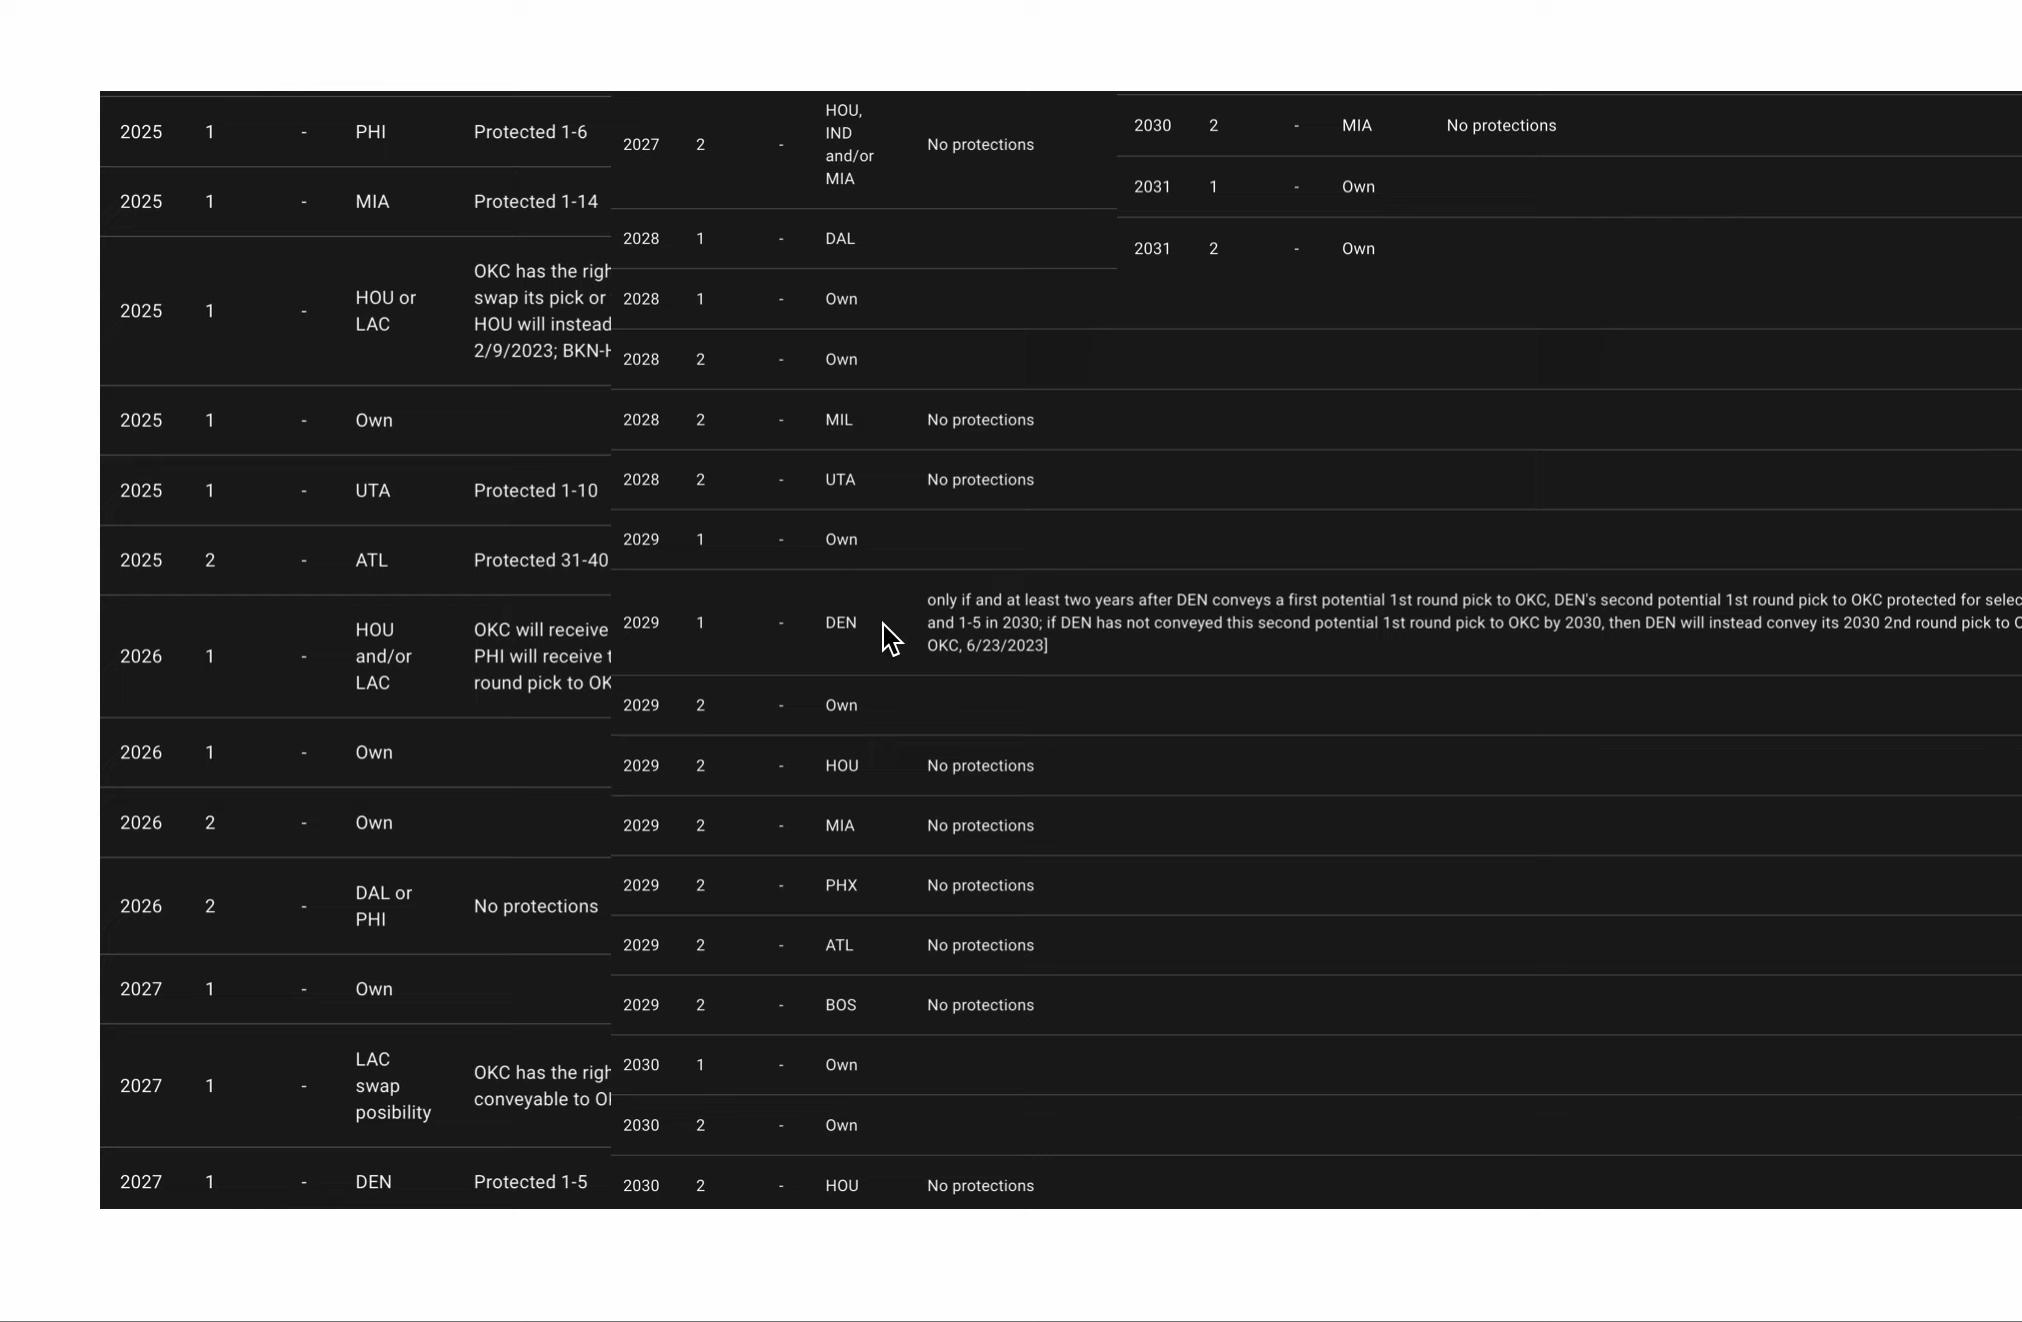 2025 1 - PHI Protected 1-6
2025 1 - MIA Protected 1-14
2025 1 - HOU or
LAC
OKC has the righ
swap its pick or
HOU will instead
2/9/2023; BKN-H
2025 1 - Own
2025 1 - UTA Protected 1-10
2025 2 - ATL Protected 31-40
2026 1 - HOU
and/or
LAC
OKC will receive
PHI will receive t
round pick to OK
2026 1 - Own
2026 2 - Own
2026 2 - DAL or
PHI
No protections
2027 1 - Own
2027 1 - LAC
swap
posibility
OKC has the righ
conveyable to O
2027 1 - DEN Protected 1-5
2027 2 - HOU,
IND
and/or
MIA
No protections
2028 1 - DAL
2028 1 - Own
2028 2 - Own
2028 2 - MIL No protections
2028 2 - UTA No protections
2029 1 - Own
2029 1 - DEN
only if and at least two years after DEN conveys a first potential 1st round pick to OKC, DEN's second potential 1st round pick to OKC protected for selec
and 1-5 in 2030; if DEN has not conveyed this second potential 1st round pick to OKC by 2030, then DEN will instead convey its 2030 2nd round pick to O
OKC, 6/23/2023]
2029 2 - Own
2029 2 - HOU No protections
2029 2 - MIA No protections
2029 2 - PHX No protections
2029 2 - ATL No protections
2029 2 - BOS No protections
2030 1 - Own
2030 2 - Own
2030 2 - HOU No protections
2030 2 - MIA No protections
2031 1 - Own
2031 2 - Own